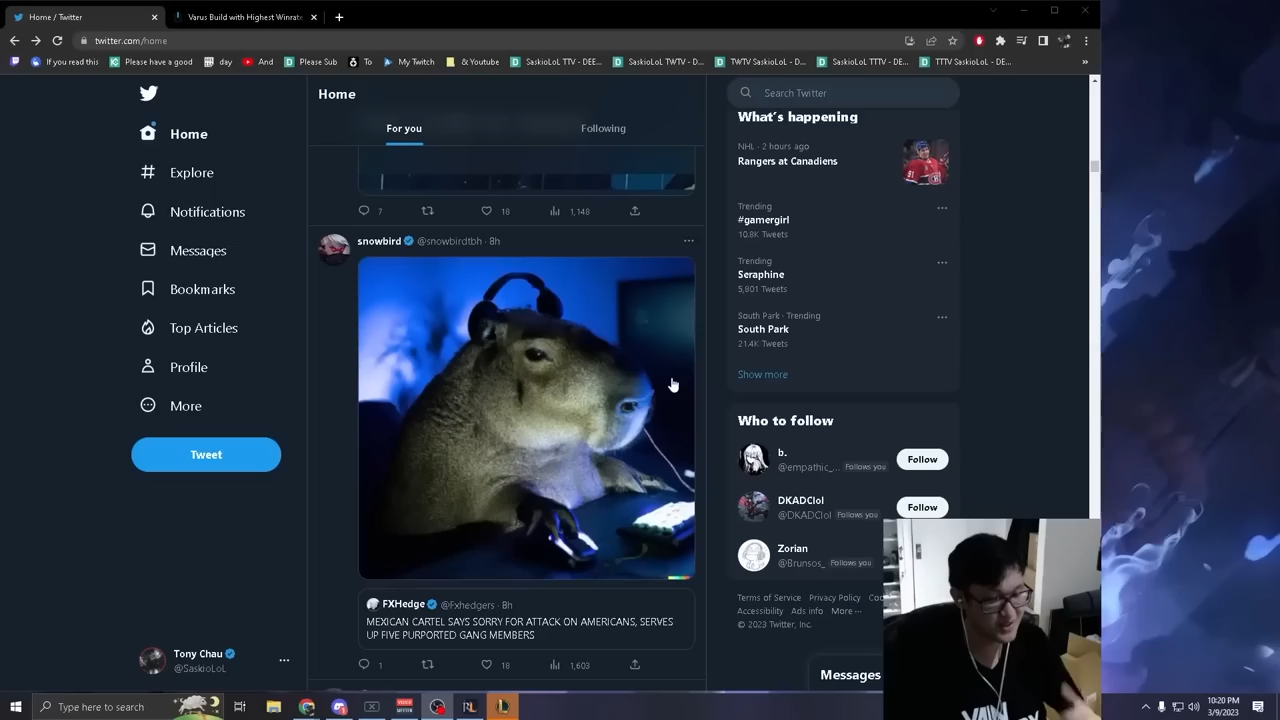 Home / Twitter
Varus Build with Highest Winrate
twitter.com/home
If you read this
Please have a good
day
And
Please Sub
To
My Twitch
& Youtube
SaskioLoL TTV - DEE...
SaskioLoL TWTV - D...
TWTV SaskioLoL - D...
SaskioLoL TTTV - DE...
TTTV SaskioLoL - DE...
»
Home
Search Twitter
For you
Following
Home
Explore
Notifications
Messages
Bookmarks
Top Articles
Profile
More
Tweet
Tony Chau
@SaskioLoL
7
18
1,148
snowbird @snowbirdtbh · 8h
FXHedge @Fxhedgers · 8h
MEXICAN CARTEL SAYS SORRY FOR ATTACK ON AMERICANS, SERVES
UP FIVE PURPORTED GANG MEMBERS
1
18
1,603
What's happening
NHL · 2 hours ago
Rangers at Canadiens
Trending
#gamergirl
10.8K Tweets
Trending
Seraphine
5,801 Tweets
South Park · Trending
South Park
21.4K Tweets
Show more
Who to follow
b.
@empathic_... Follows you
Follow
DKADClol
@DKADClol Follows you
Follow
Zorian
@Brunsos_ Follows you
Terms of Service Privacy Policy Coo
Accessibility Ads info More ···
© 2023 Twitter, Inc.
Messages
Type here to search
10:20 PM
3/9/2023